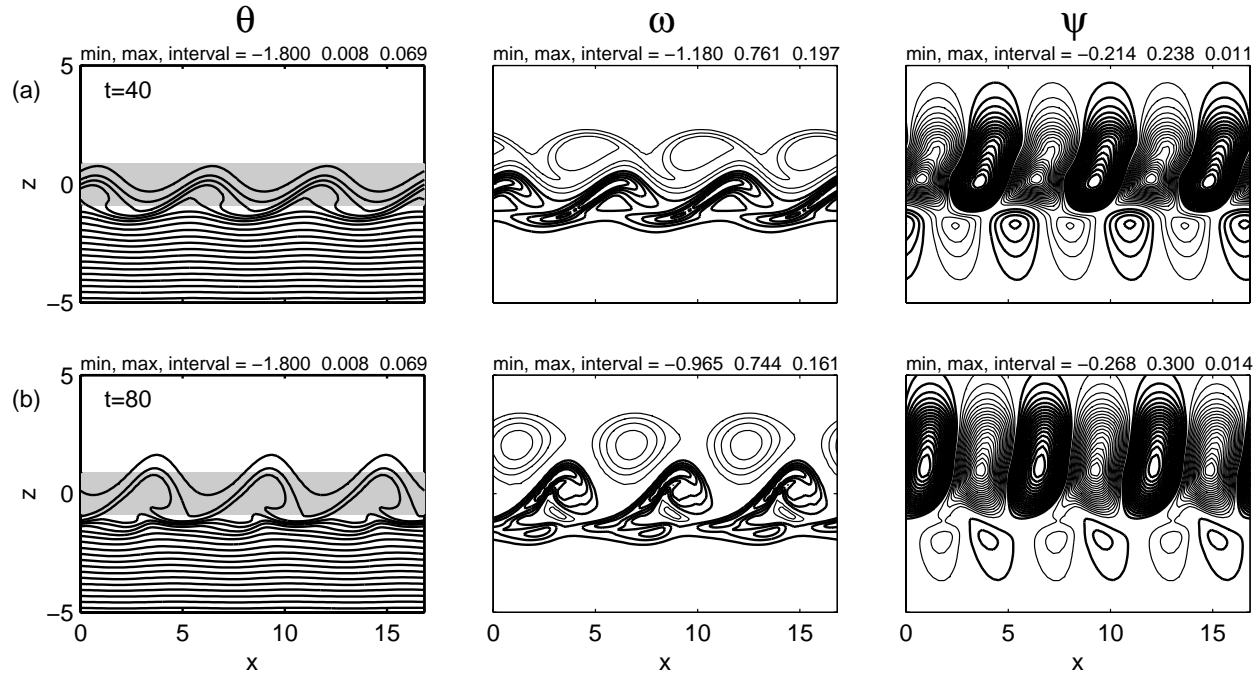 θ ω ψ
min, max, interval = −1.800 0.008 0.069 min, max, interval = −1.180 0.761 0.197 min, max, interval = −0.214 0.238 0.011
5
(a) t=40
z 0
−5
min, max, interval = −1.800 0.008 0.069 min, max, interval = −0.965 0.744 0.161 min, max, interval = −0.268 0.300 0.014
5
(b) t=80
z 0
−5
0 5 10 15 0 5 10 15 0 5 10 15
x x x